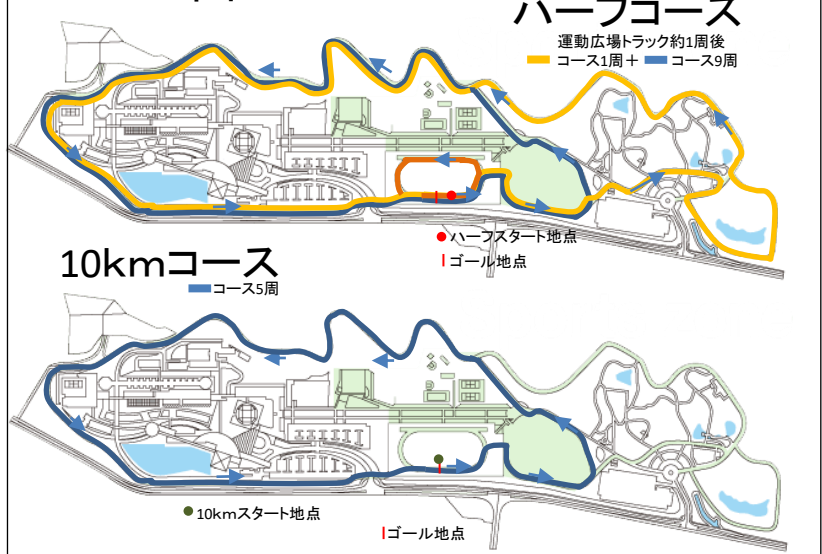 ハーフコース
運動広場トラック約1周後
コース1周＋ コース9周
ハーフスタート地点
ゴール地点
10kmコース
コース5周
10kmスタート地点
ゴール地点